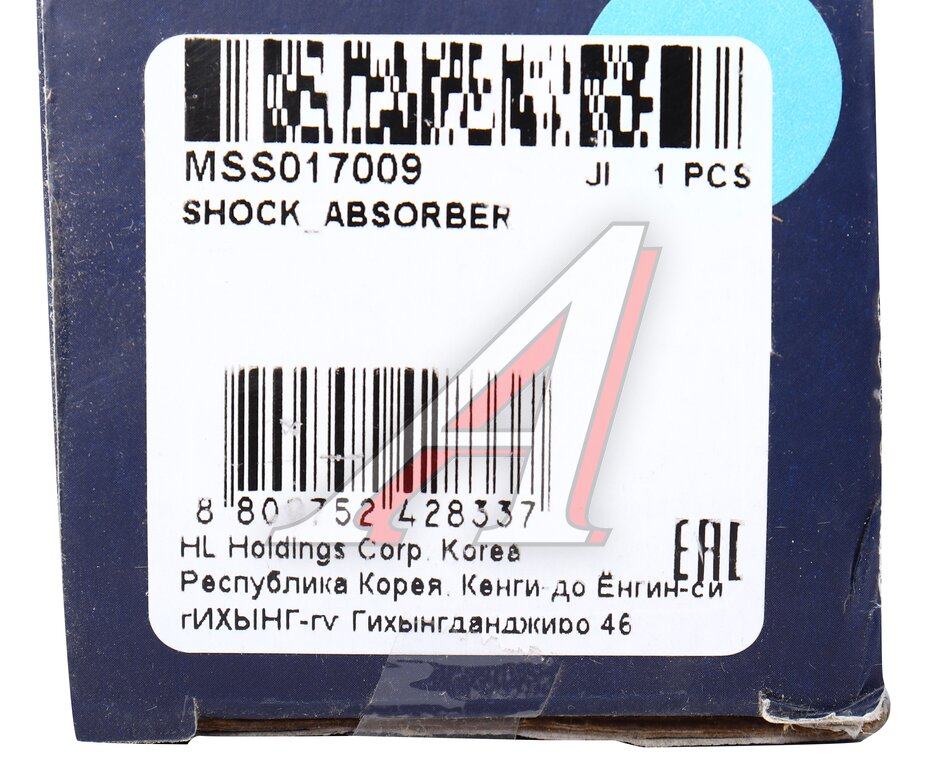 MSS017009 JI 1 PCS
SHOCK_ABSORBER
8 809752 428337
HL Holdings Corp. Korea
EAC
Республика Корея, Кенги-до Ёнгин-си
гИХЫНГ-гу Гихынгданджиро 46